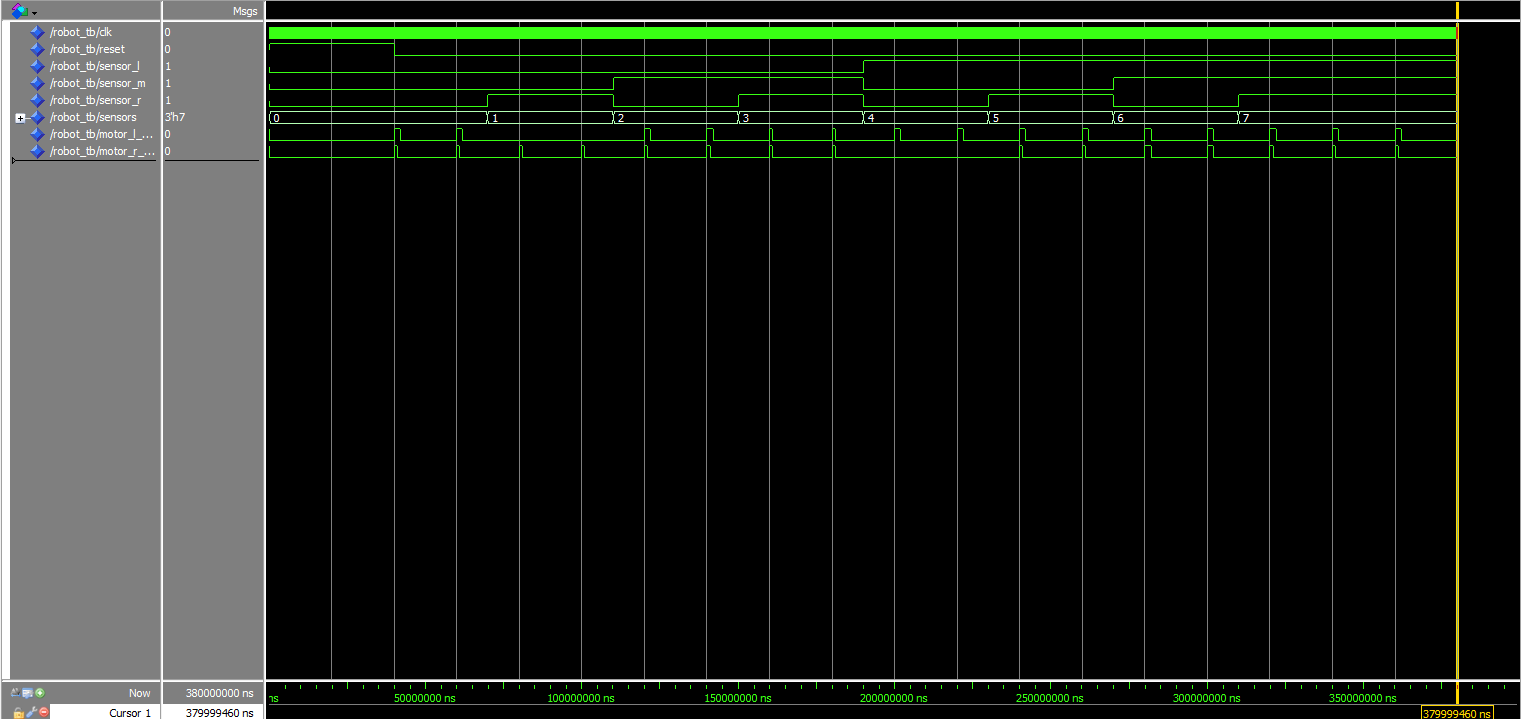 Msgs
/robot_tb/clk 0
/robot_tb/reset 0
/robot_tb/sensor_l 1
/robot_tb/sensor_m 1
/robot_tb/sensor_r 1
/robot_tb/sensors 3'h7 0 1 2 3 4 5 6 7
/robot_tb/motor_l_... 0
/robot_tb/motor_r_... 0
Now 380000000 ns ns 50000000 ns 100000000 ns 150000000 ns 200000000 ns 250000000 ns 300000000 ns 350000000 ns
Cursor 1 379999460 ns 379999460 ns